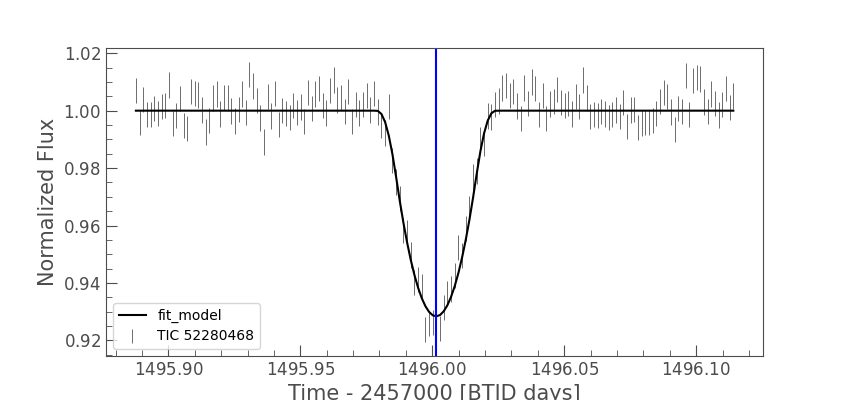 1.02
1.00
0.98
0.96
0.94
0.92
Normalized Flux
fit_model
TIC 52280468
1495.90 1495.95 1496.00 1496.05 1496.10
Time - 2457000 [BTJD days]